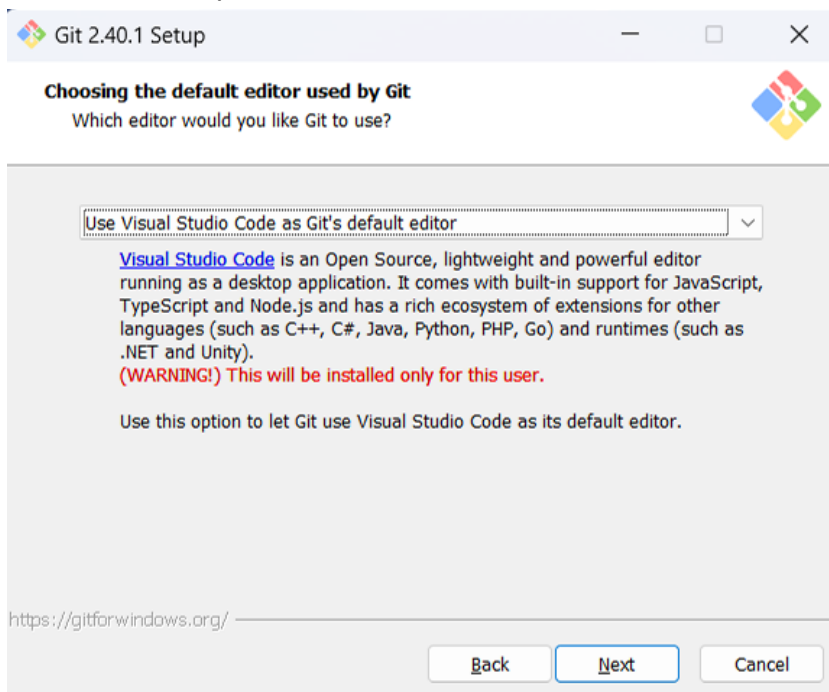 Git 2.40.1 Setup
Choosing the default editor used by Git
Which editor would you like Git to use?
Use Visual Studio Code as Git's default editor
Visual Studio Code is an Open Source, lightweight and powerful editor
running as a desktop application. It comes with built-in support for JavaScript,
TypeScript and Node.js and has a rich ecosystem of extensions for other
languages (such as C++, C#, Java, Python, PHP, Go) and runtimes (such as
.NET and Unity).
(WARNING!) This will be installed only for this user.
Use this option to let Git use Visual Studio Code as its default editor.
https://gitforwindows.org/
Back Next Cancel